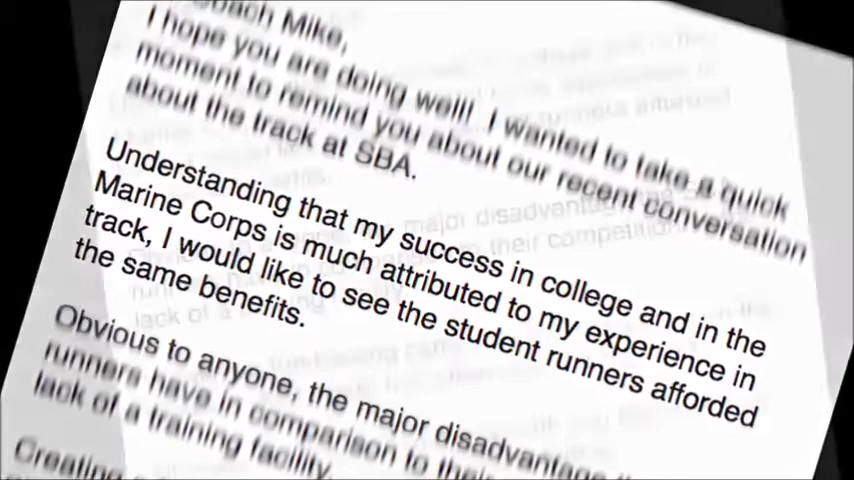 Coach Mike,
I hope you are doing well! I wanted to take a quick
moment to remind you about our recent conversation
about the track at SBA.
Understanding that my success in college and in the
Marine Corps is much attributed to my experience in
track, I would like to see the student runners afforded
the same benefits.
Obvious to anyone, the major disadvantage
runners have in comparison to their
lack of a training facility.
Creating